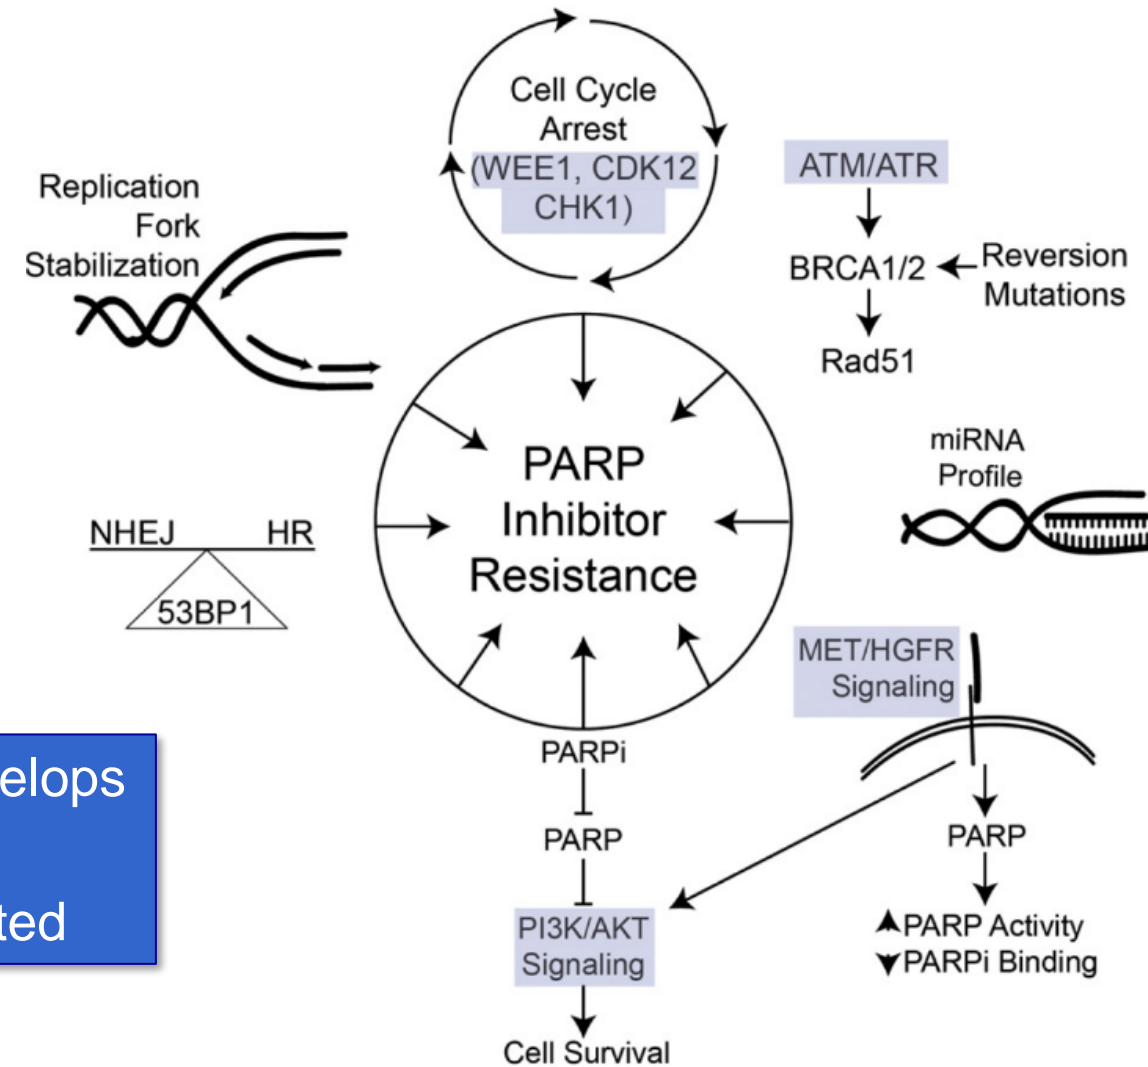 Cell Cycle
Arrest
(WEE1, CDK12
CHK1)
ATM/ATR
BRCA1/2
Reversion
Mutations
Rad51
Replication
Fork
Stabilization
miRNA
Profile
PARP
Inhibitor
Resistance
NHEJ HR
53BP1
MET/HGFR
Signaling
PARP
PARP Activity
PARPi Binding
PARPi
PARP
PI3K/AKT
Signaling
Cell Survival
elops
ted